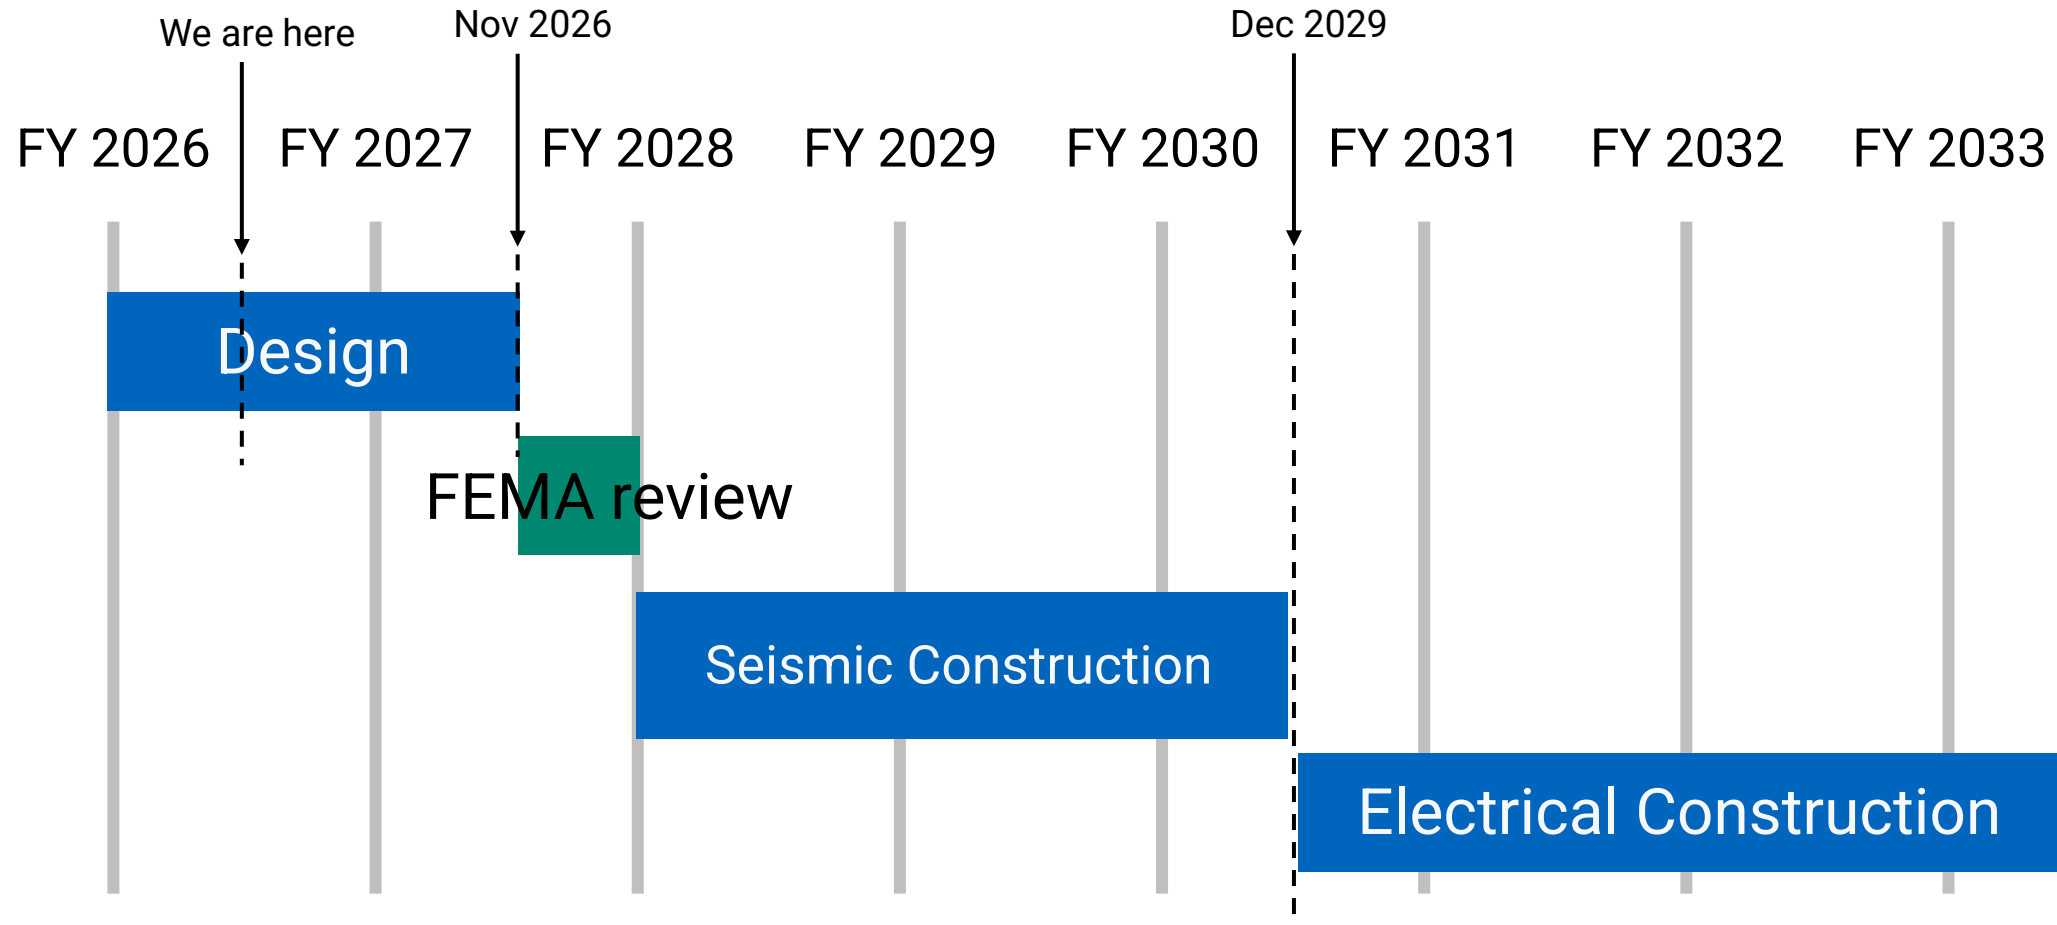 We are here
Nov 2026
Dec 2029
FY 2026
FY 2027
FY 2028
FY 2029
FY 2030
FY 2031
FY 2032
FY 2033
Design
FEMA review
Seismic Construction
Electrical Construction